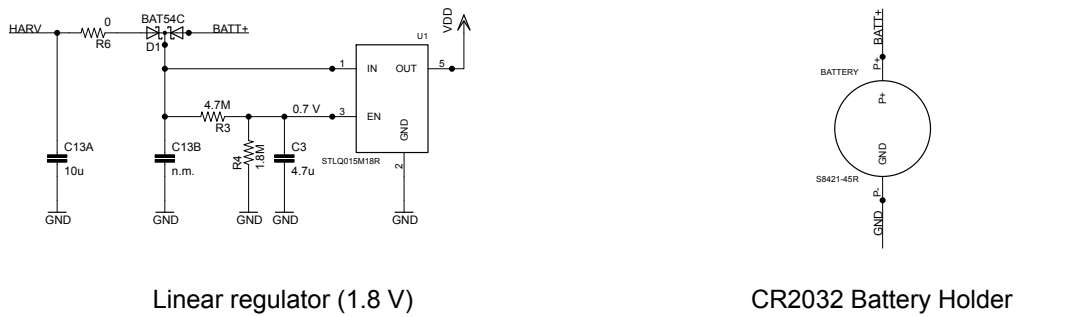 HARV
0
R6
BAT54C
D1
BATT+
VDD
U1
1
IN
OUT
5
4.7M
R3
0.7 V
3
EN
GND
C13A
10u
C13B
n.m.
R4
1.8M
C3
4.7u
STLQ015M18R
2
GND
GND
GND
GND
GND
Linear regulator (1.8 V)
BATT+
P+
BATTERY
P+
GND
S8421-45R
P-
GND
CR2032 Battery Holder